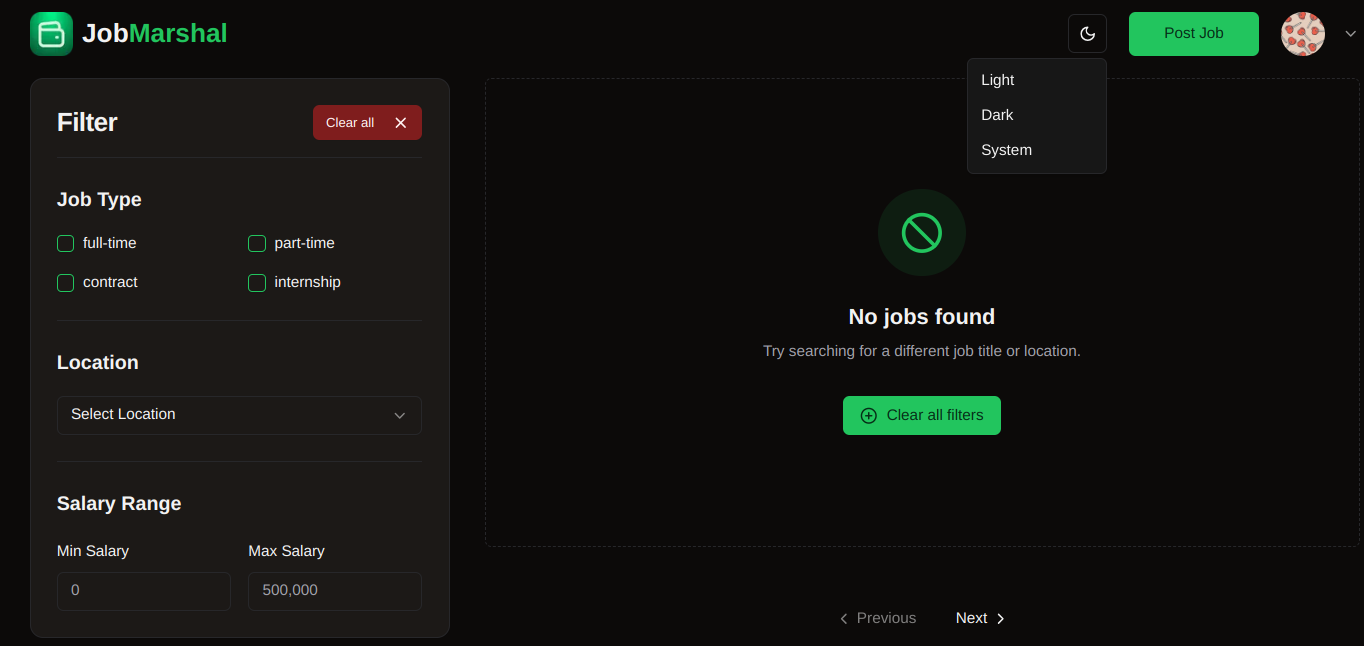 JobMarshal
Post Job
Light
Dark
System
Filter
Clear all
Job Type
full-time
part-time
contract
internship
Location
Select Location
Salary Range
Min Salary
Max Salary
0
500,000
No jobs found
Try searching for a different job title or location.
Clear all filters
Previous
Next